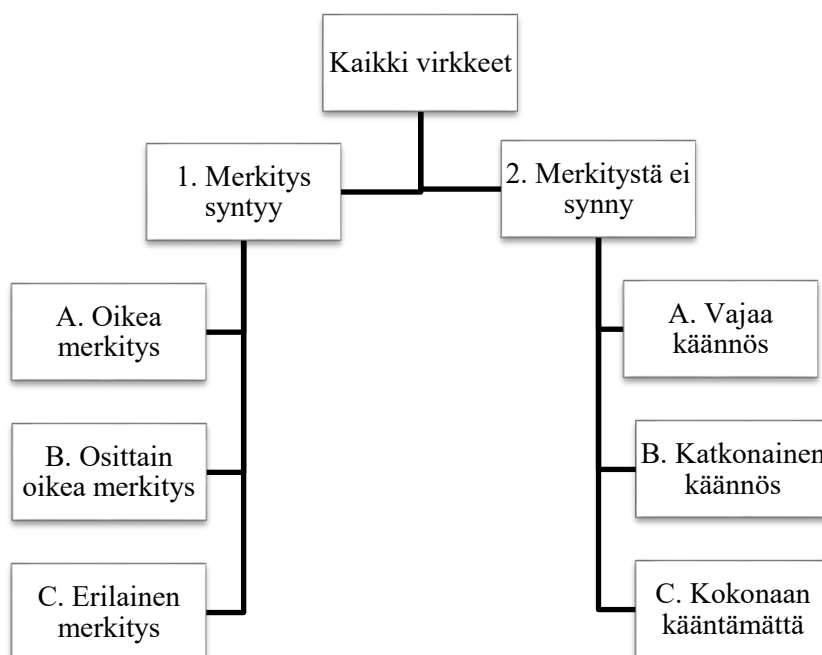 Kaikki virkkeet
1. Merkitys
syntyy
2. Merkitystä ei
synny
A. Oikea
merkitys
B. Osittain
oikea merkitys
C. Erilainen
merkitys
A. Vajaa
käännös
B. Katkonainen
käännös
C. Kokonaan
kääntämättä